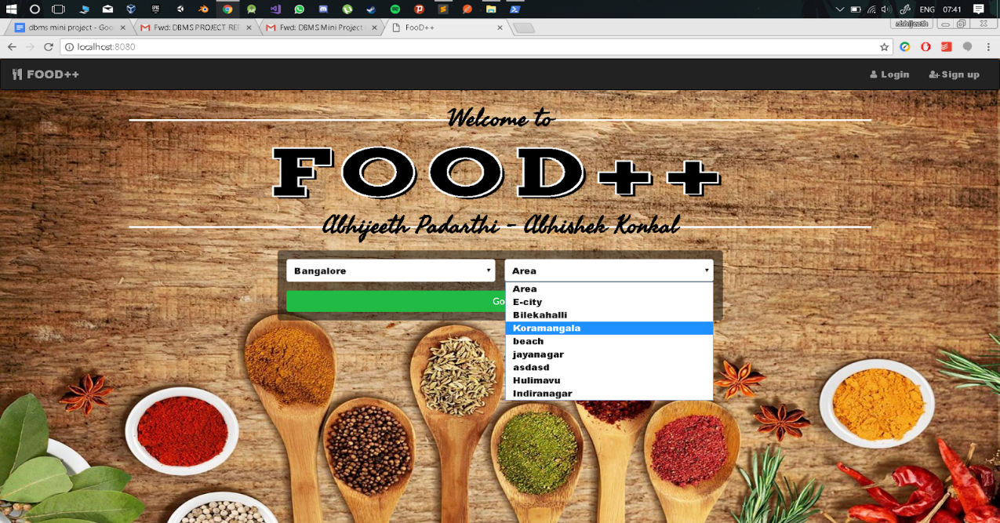 ENG 07:41
abhijeeth
dbms mini project - Goo
Fwd: DBMS PROJECT REF
Fwd: DBMS Mini Project
FooD++
localhost:8080
FOOD++
Login
Sign up
Welcome to
FOOD++
Abhijeeth Padarthi - Abhishek Konkal
Bangalore
Area
Go
Area
E-city
Bilekahalli
Koramangala
beach
jayanagar
asdasd
Hulimavu
Indiranagar